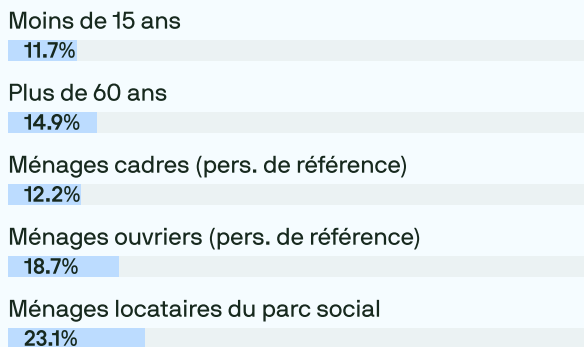 Moins de 15 ans
11.7%
Plus de 60 ans
14.9%
Ménages cadres (pers. de référence)
12.2%
Ménages ouvriers (pers. de référence)
18.7%
Ménages locataires du parc social
23.1%